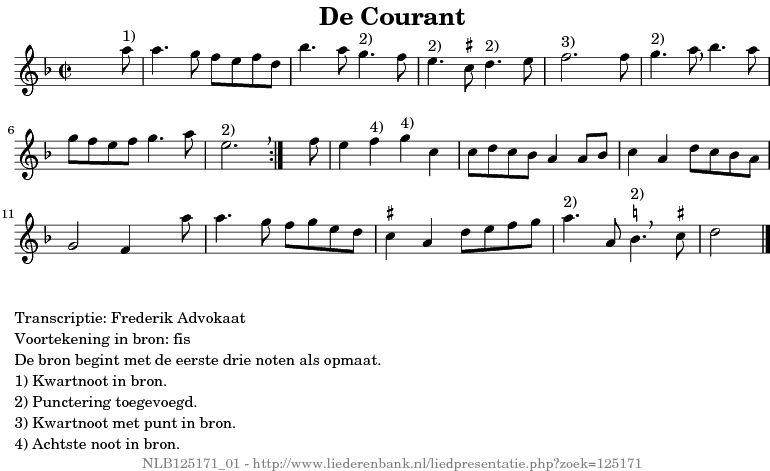 De Courant
1)
2)
2)
2)
3)
2)
6
2)
4)
4)
11
2)
2)
Transcriptie: Frederik Advokaat
Voortekening in bron: fis
De bron begint met de eerste drie noten als opmaat.
1) Kwartnoot in bron.
2) Punctering toegevoegd.
3) Kwartnoot met punt in bron.
4) Achtste noot in bron.
NLB125171_01 - http://www.liederenbank.nl/liedpresentatie.php?zoek=125171